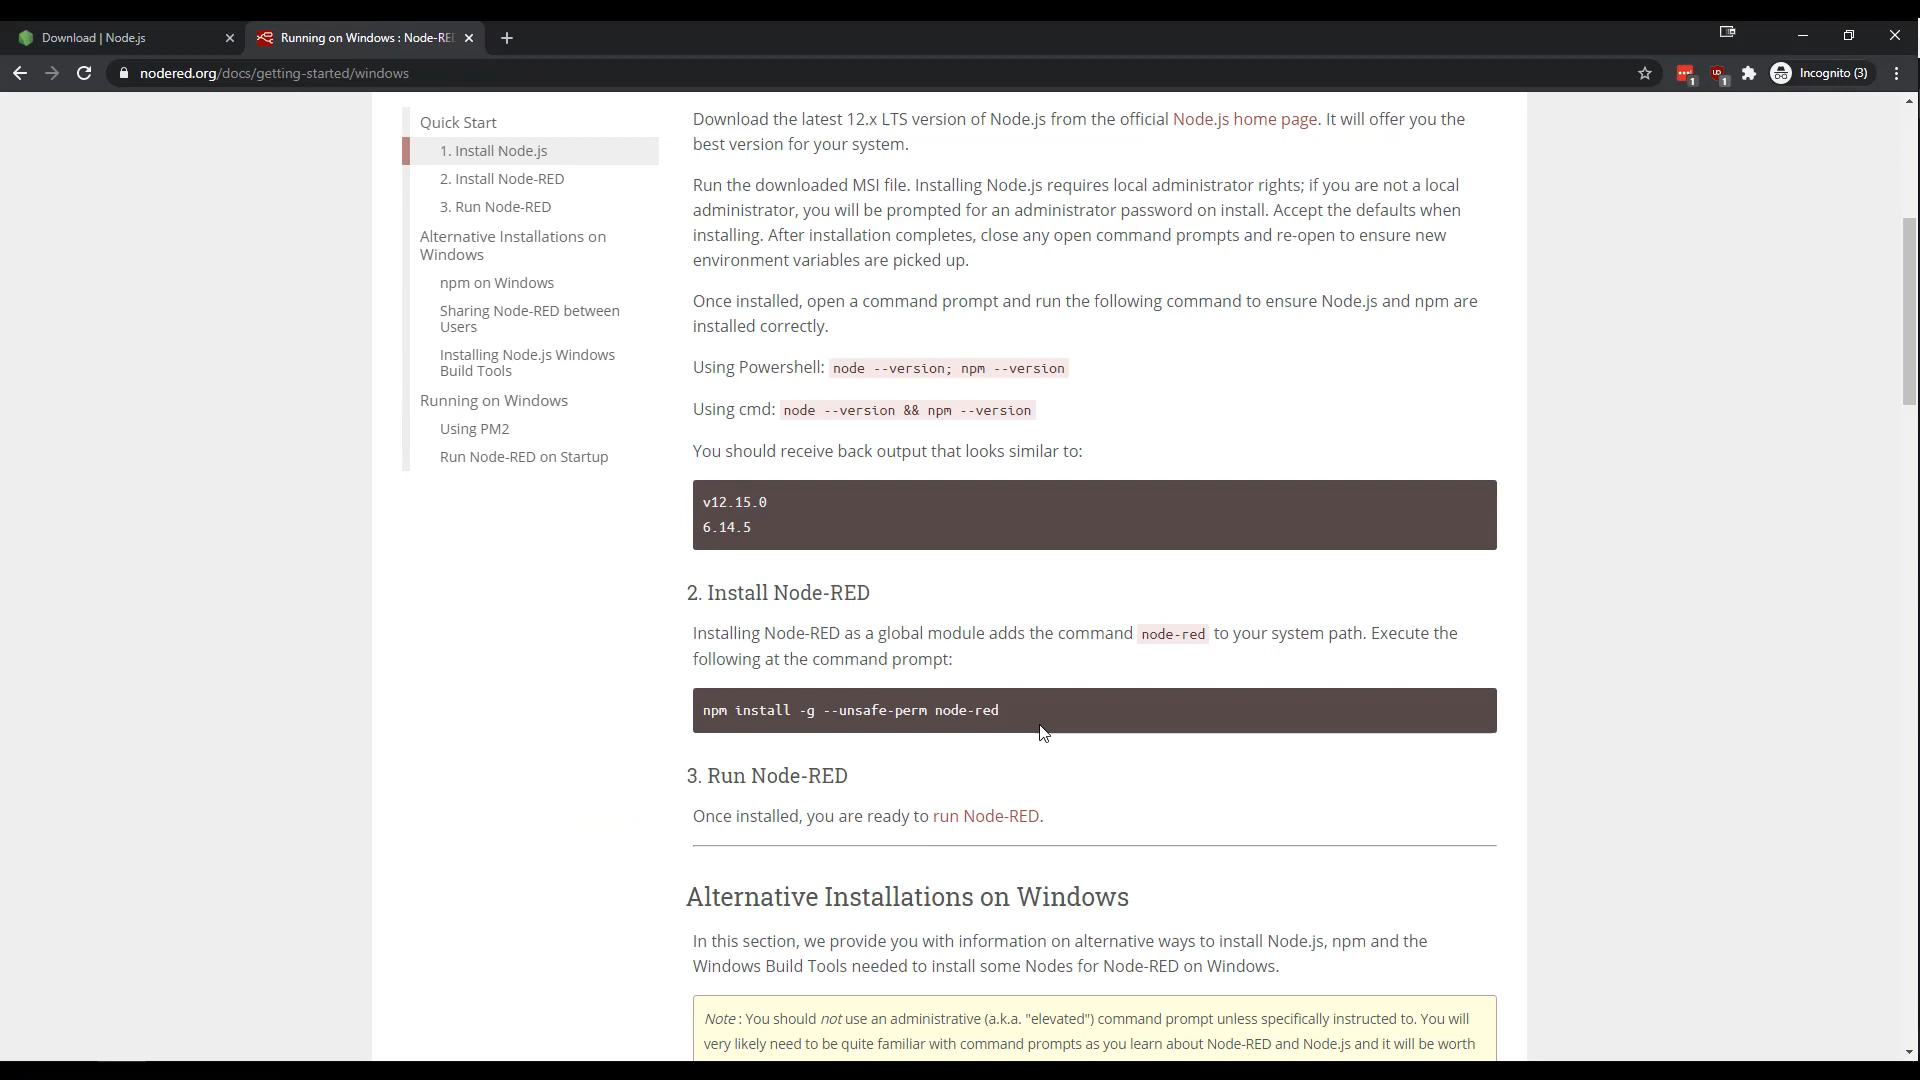 Download | Node.js
Running on Windows : Node-RE
nodered.org/docs/getting-started/windows
1
1
Incognito (3)
Quick Start
1. Install Node.js
2. Install Node-RED
3. Run Node-RED
Alternative Installations on
Windows
npm on Windows
Sharing Node-RED between
Users
Installing Node.js Windows
Build Tools
Running on Windows
Using PM2
Run Node-RED on Startup
Download the latest 12.x LTS version of Node.js from the official Node.js home page. It will offer you the
best version for your system.
Run the downloaded MSI file. Installing Node.js requires local administrator rights; if you are not a local
administrator, you will be prompted for an administrator password on install. Accept the defaults when
installing. After installation completes, close any open command prompts and re-open to ensure new
environment variables are picked up.
Once installed, open a command prompt and run the following command to ensure Node.js and npm are
installed correctly.
Using Powershell: node --version; npm --version
Using cmd: node --version && npm --version
You should receive back output that looks similar to:
v12.15.0
6.14.5
2. Install Node-RED
Installing Node-RED as a global module adds the command node-red to your system path. Execute the
following at the command prompt:
npm install -g --unsafe-perm node-red
3. Run Node-RED
Once installed, you are ready to run Node-RED.
Alternative Installations on Windows
In this section, we provide you with information on alternative ways to install Node.js, npm and the
Windows Build Tools needed to install some Nodes for Node-RED on Windows.
Note : You should not use an administrative (a.k.a. "elevated") command prompt unless specifically instructed to. You will
very likely need to be quite familiar with command prompts as you learn about Node-RED and Node.js and it will be worth